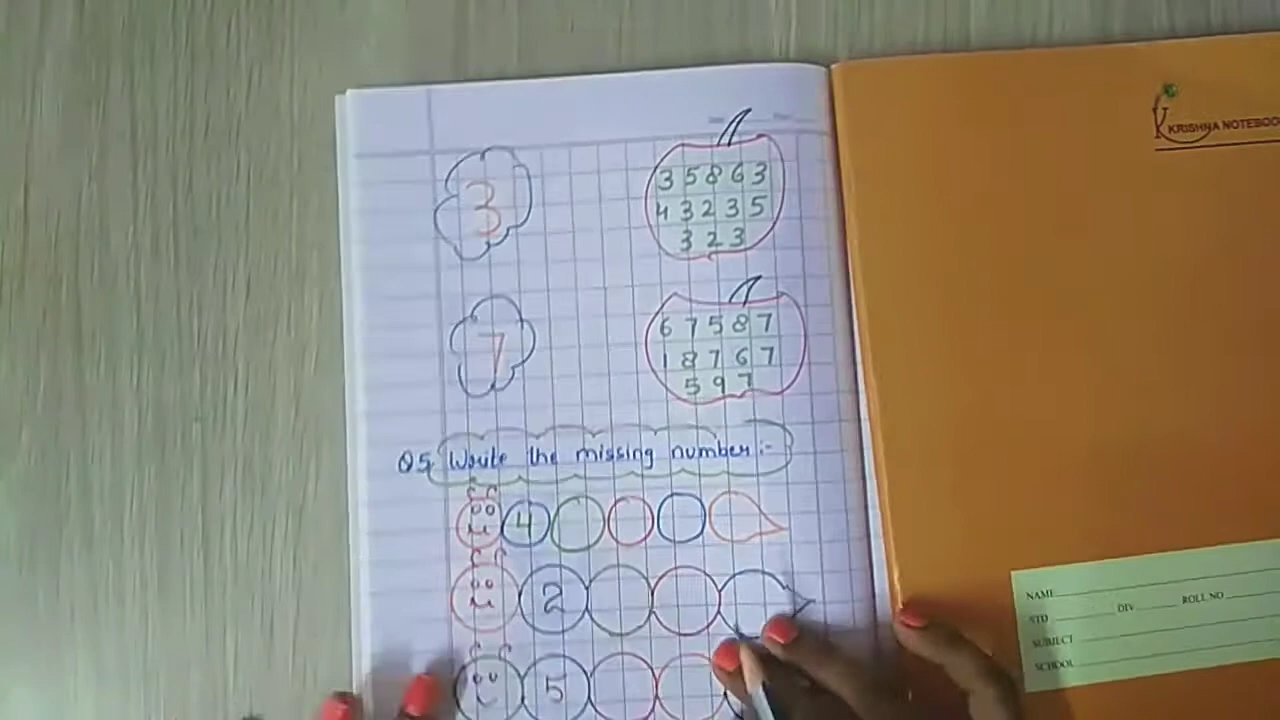 3
3 5 8 6 3
4 3 2 3 5
3 2 3
7
6 7 5 8 7
1 8 7 6 7
5 9 7
Q5 Write the missing number:-
4
2
5
KRISHNA NOTEBOO
NAME
STD DIV ROLL NO
SUBJECT
SCHOOL